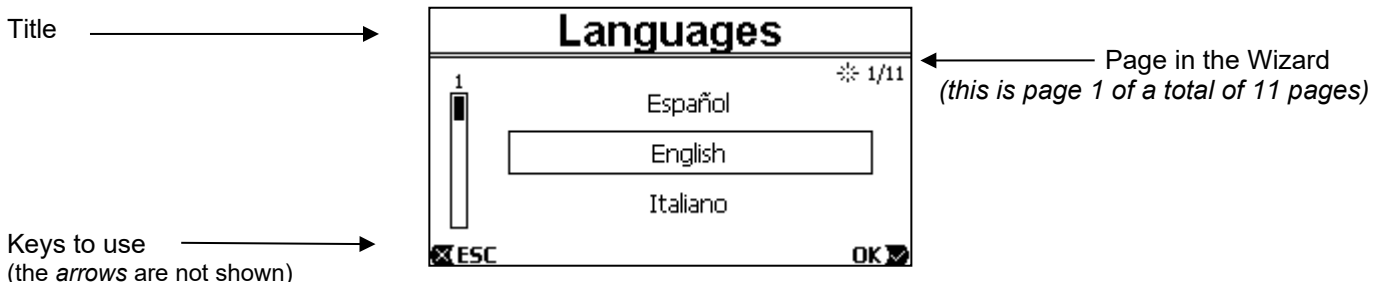 Title
Languages
Page in the Wizard
(this is page 1 of a total of 11 pages)
1
1/11
Español
English
Italiano
Keys to use
(the arrows are not shown)
ESC
OK